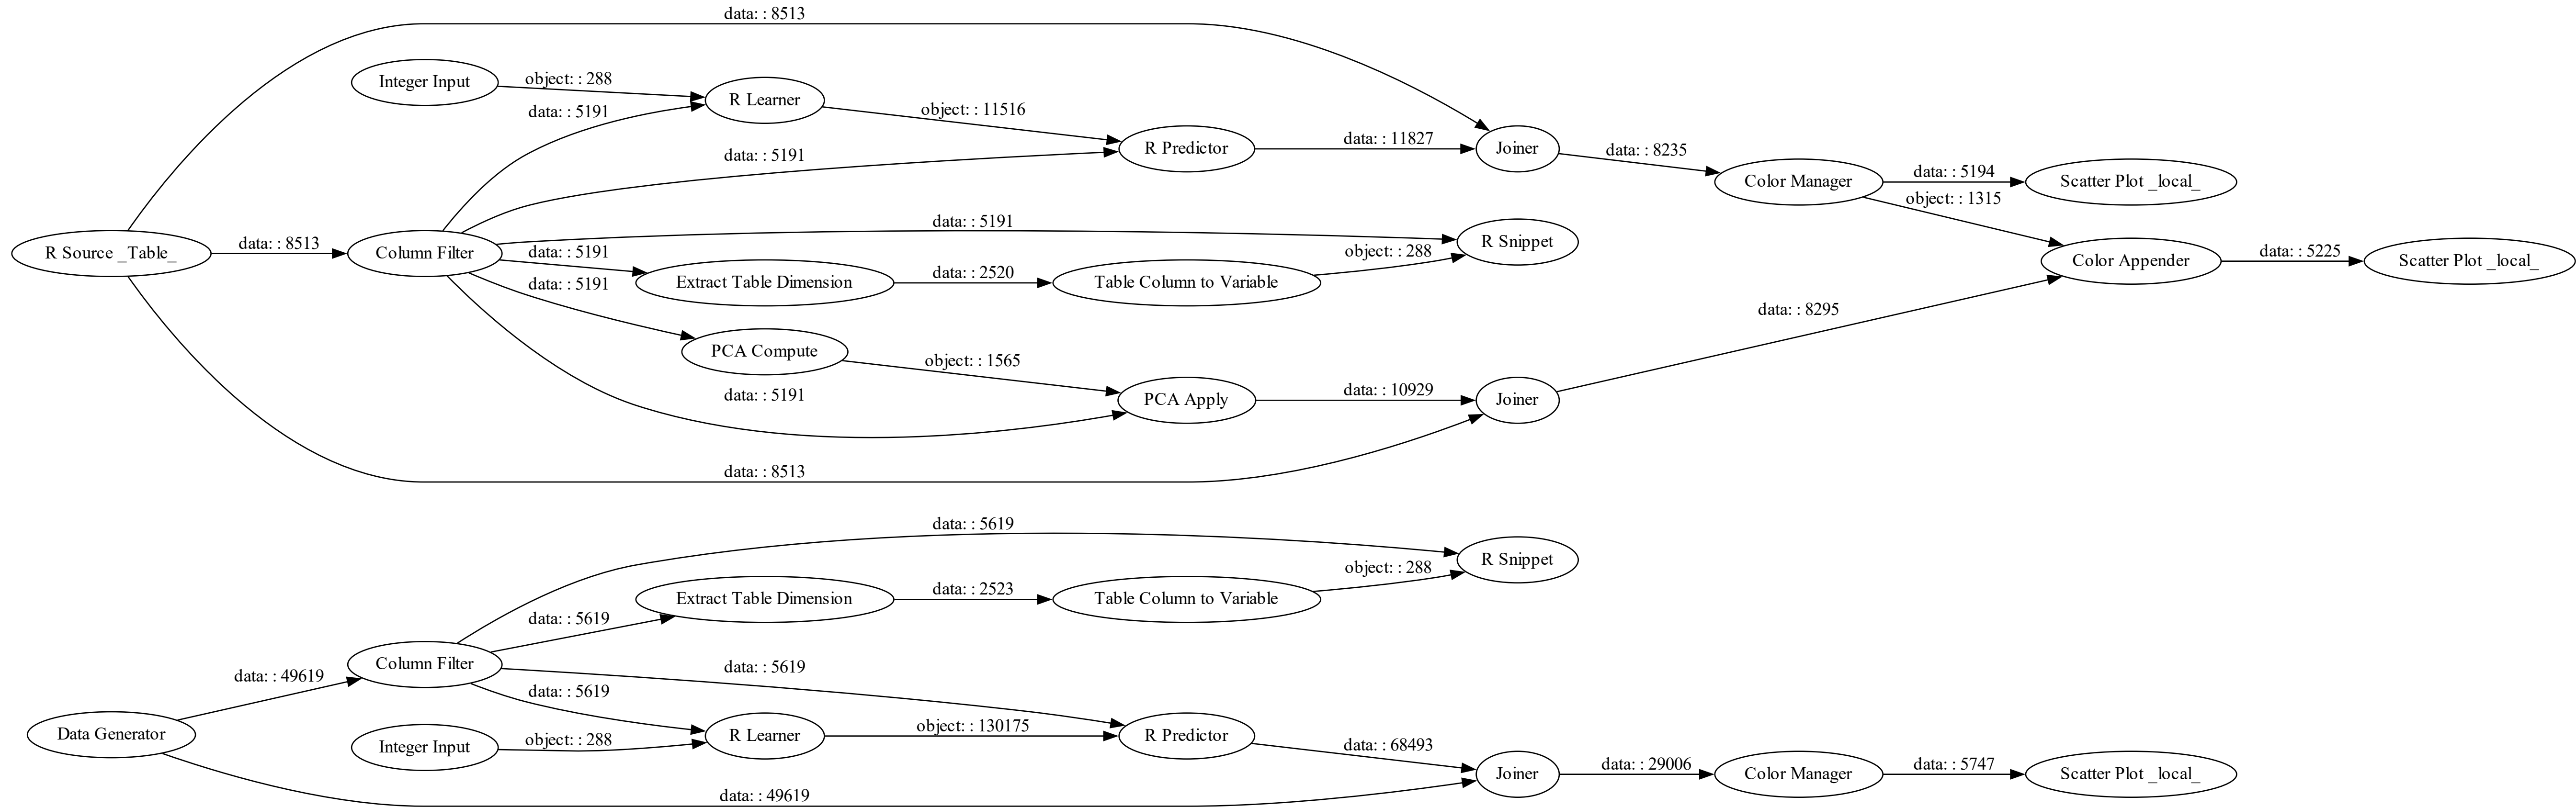 data: : 8513
Integer Input
object: : 288
R Learner
data: : 5191
object: : 11516
R Predictor
data: : 5191
data: : 11827
Joiner
data: : 8235
Color Manager
data: : 5194
Scatter Plot _local_
object: : 1315
R Source _Table_
data: : 8513
Column Filter
data: : 5191
R Snippet
data: : 5191
Extract Table Dimension
data: : 2520
Table Column to Variable
object: : 288
Color Appender
data: : 5225
Scatter Plot _local_
data: : 5191
PCA Compute
object: : 1565
data: : 5191
PCA Apply
data: : 10929
Joiner
data: : 8295
data: : 8513
data: : 5619
R Snippet
Extract Table Dimension
data: : 2523
Table Column to Variable
object: : 288
data: : 5619
Column Filter
data: : 49619
data: : 5619
data: : 5619
Data Generator
Integer Input
object: : 288
R Learner
object: : 130175
R Predictor
data: : 68493
Joiner
data: : 29006
Color Manager
data: : 5747
Scatter Plot _local_
data: : 49619